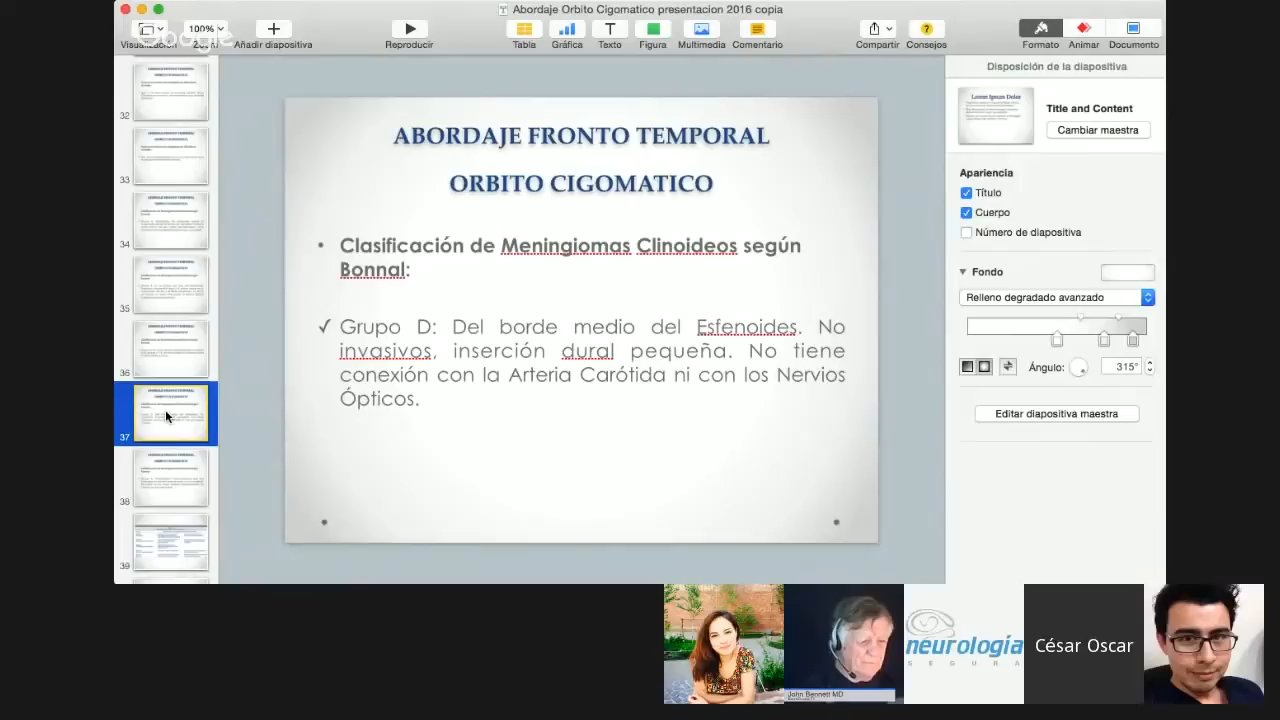 Abordaje Orbito Cigomatico presentacion 2016 copia
100%
Visualización
Zoom
Añadir diapositiva
Reproducir
Tabla
Gráfica
Texto
Figura
Multimedia
Comentario
Compartir
Consejos
Formato
Animar
Documento
Google
32
33
34
35
36
37
38
39
ABORDAJE FRONTO TEMPORAL
ORBITO CIGOMATICO
• Clasificación de Meningiomas Clinoideos según
Bonnal:
✓ Grupo D: Del borde medio del Esfenoides. No
invasivos, inserción dural pequeña. No tiene
conexión con la Arteria Carótida ni con los Nervios
Ópticos.
Disposición de la diapositiva
Lorem Ipsum Dolor
Title and Content
Cambiar maestra
Apariencia
Título
Cuerpo
Número de diapositiva
Fondo
Relleno degradado avanzado
Ángulo:
315°
Editar diapositiva maestra
John Bennett MD
neurología
SEGURA
César Oscar